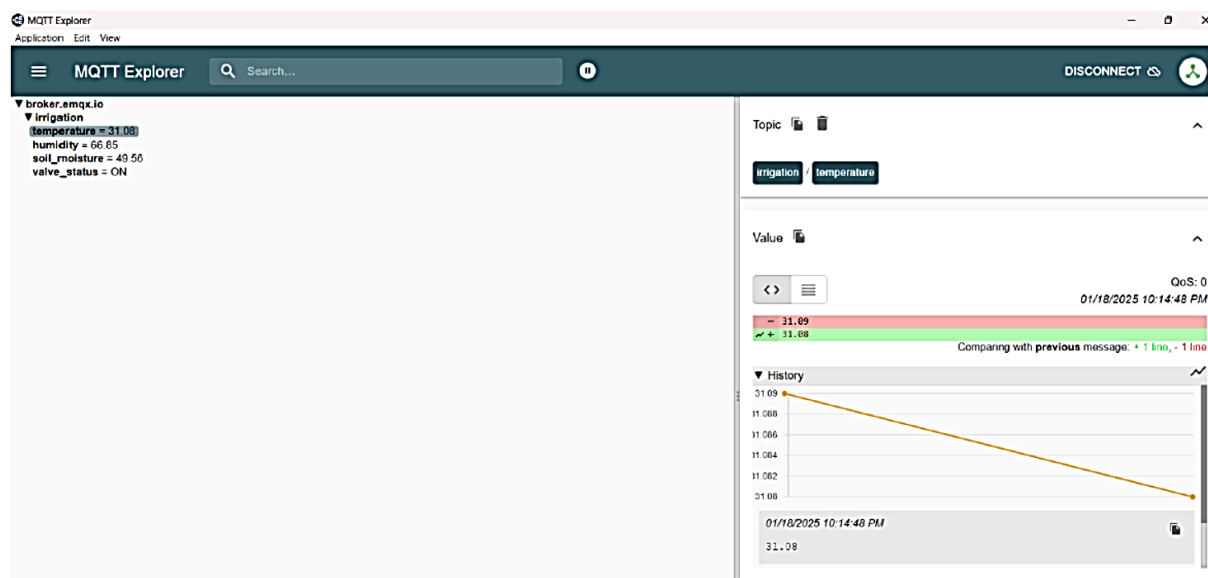 MQTT Explorer
Application Edit View
MQTT Explorer
Search...
DISCONNECT
broker.emqx.io
irrigation
temperature = 31.08
humidity = 66.85
soil_moisture = 49.56
valve_status = ON
Topic
irrigation / temperature
Value
QoS: 0
01/18/2025 10:14:48 PM
- 31.09
+ 31.08
Comparing with previous message: + 1 line, - 1 line
History
31.09
31.088
31.086
31.084
31.082
31.08
01/18/2025 10:14:48 PM
31.08